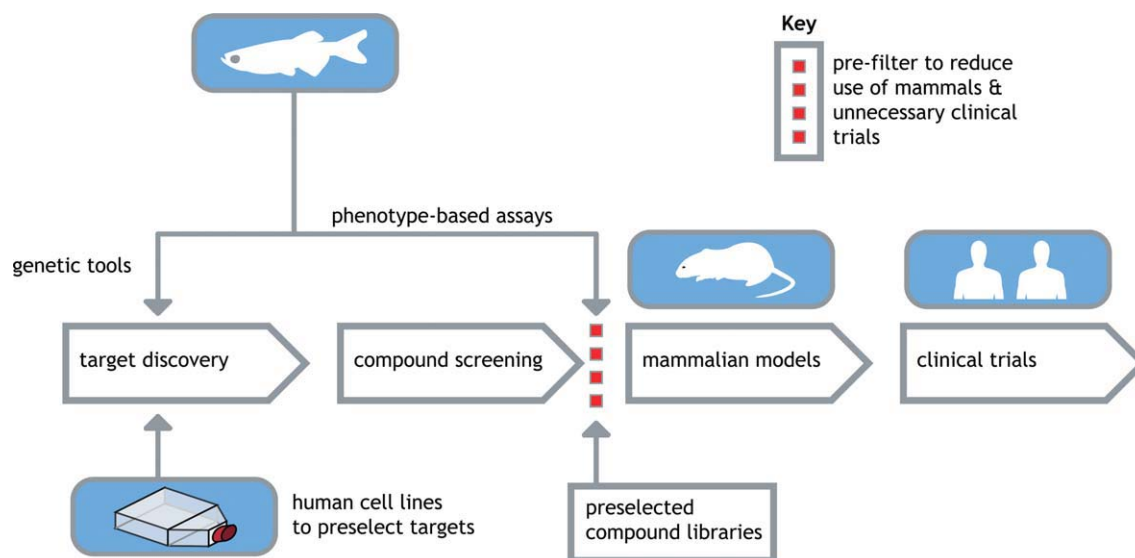 Key
pre-filter to reduce
use of mammals &
unnecessary clinical
trials
phenotype-based assays
genetic tools
target discovery
compound screening
mammalian models
clinical trials
human cell lines
to preselect targets
preselected
compound libraries